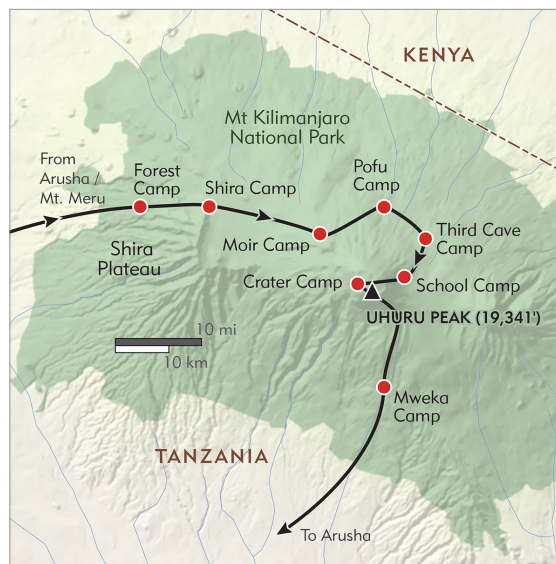 KENYA
Mt Kilimanjaro
National Park
From
Arusha /
Mt. Meru
Forest
Camp
Shira Camp
Pofu
Camp
Moir Camp
Third Cave
Camp
Shira
Plateau
Crater Camp
School Camp
UHURU PEAK (19,341')
10 mi
10 km
Mweka
Camp
TANZANIA
To Arusha